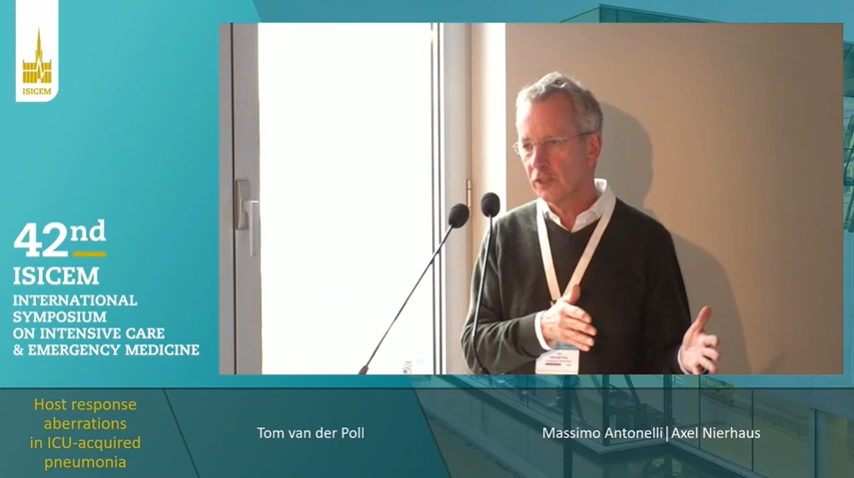 ISICEM
42nd
ISICEM
INTERNATIONAL
SYMPOSIUM
ON INTENSIVE CARE
& EMERGENCY MEDICINE
Host response
aberrations
in ICU-acquired
pneumonia
Tom van der Poll
Massimo Antonelli|Axel Nierhaus